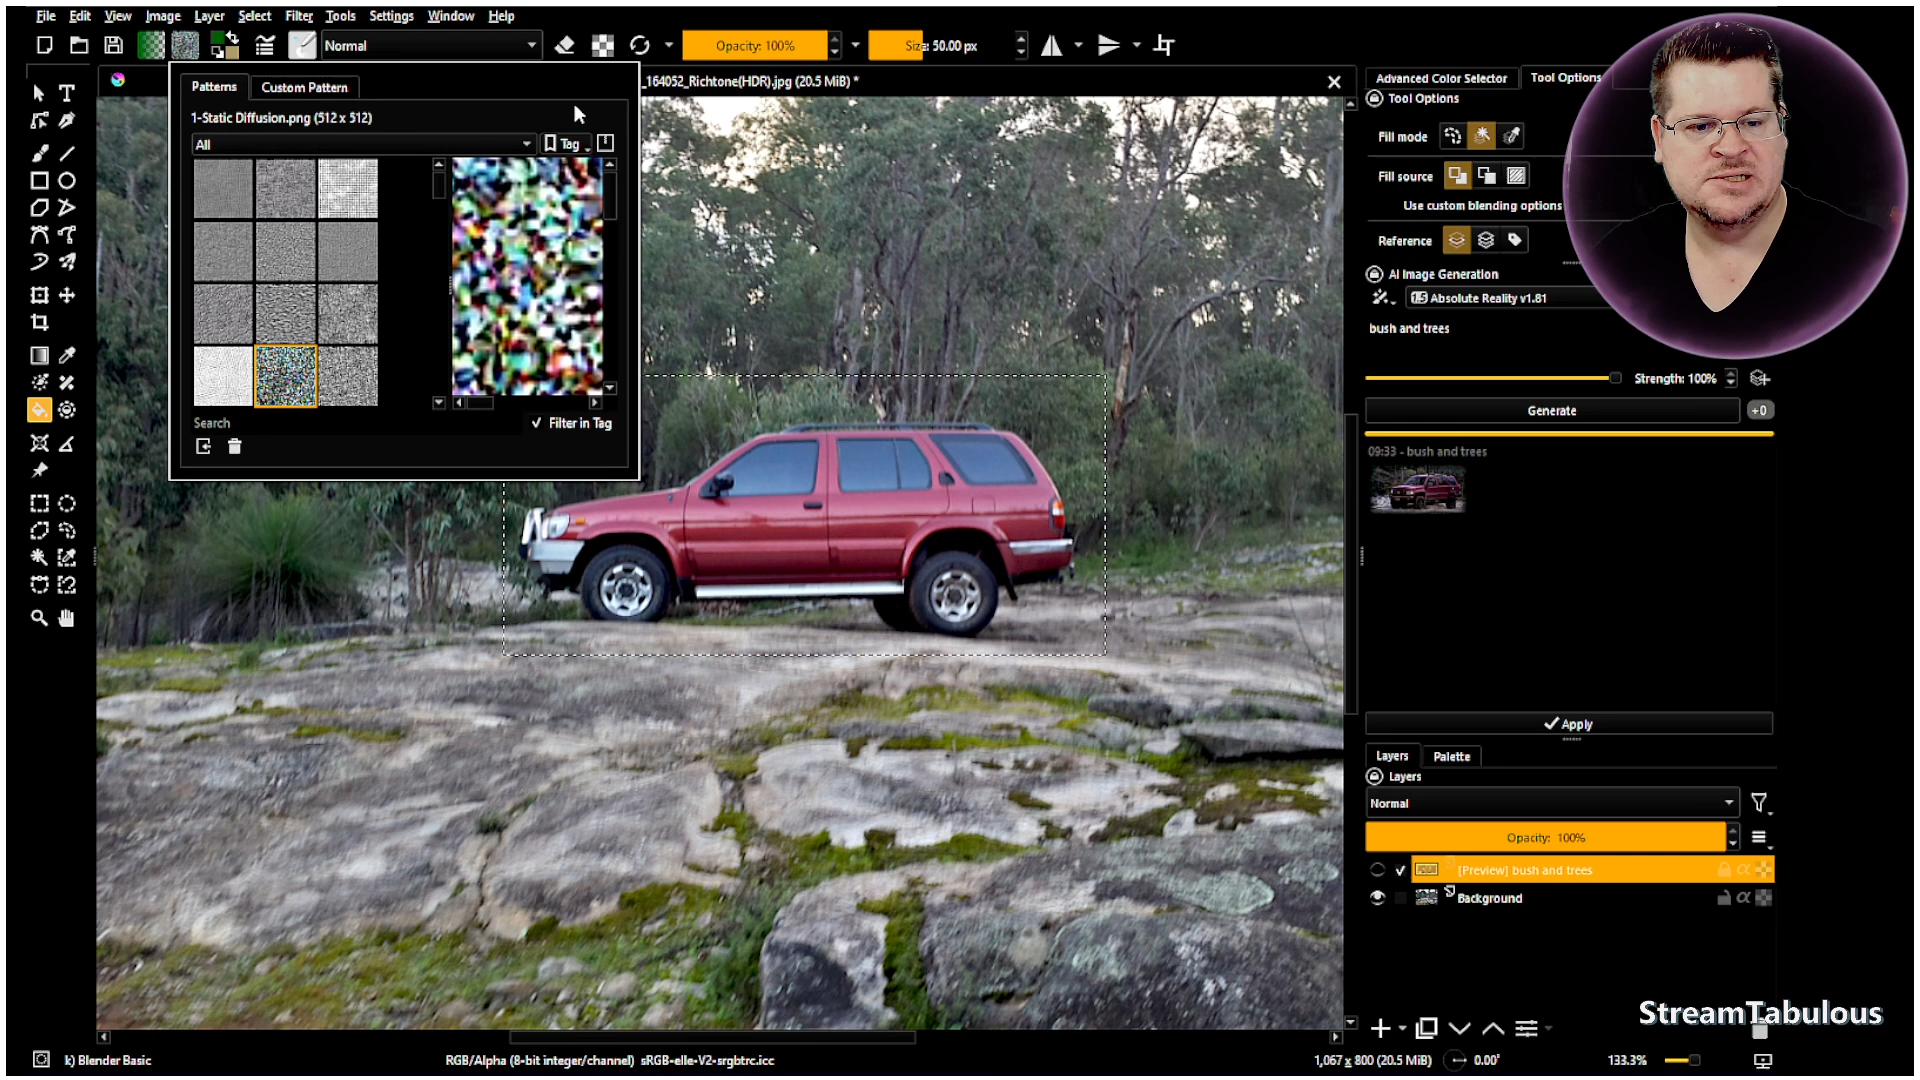 File Edit View Image Layer Select Filter Tools Settings Window Help
Normal
Opacity: 100%
Size: 50.00 px
Patterns
Custom Pattern
_164052_Richtone(HDR).jpg (20.5 MiB) *
Advanced Color Selector
Tool Options
Tool Options
1-Static Diffusion.png (512 x 512)
All
Tag
Fill mode
Fill source
Use custom blending options
Reference
AI Image Generation
1.5 Absolute Reality v1.81
bush and trees
Strength: 100%
Generate
+0
Search
Filter in Tag
09:33 - bush and trees
Apply
Layers
Palette
Layers
Normal
Opacity: 100%
[Preview] bush and trees
Background
StreamTabulous
k) Blender Basic
RGB/Alpha (8-bit integer/channel) sRGB-elle-V2-srgbtrc.icc
1,067 x 800 (20.5 MiB)
0.00°
133.3%